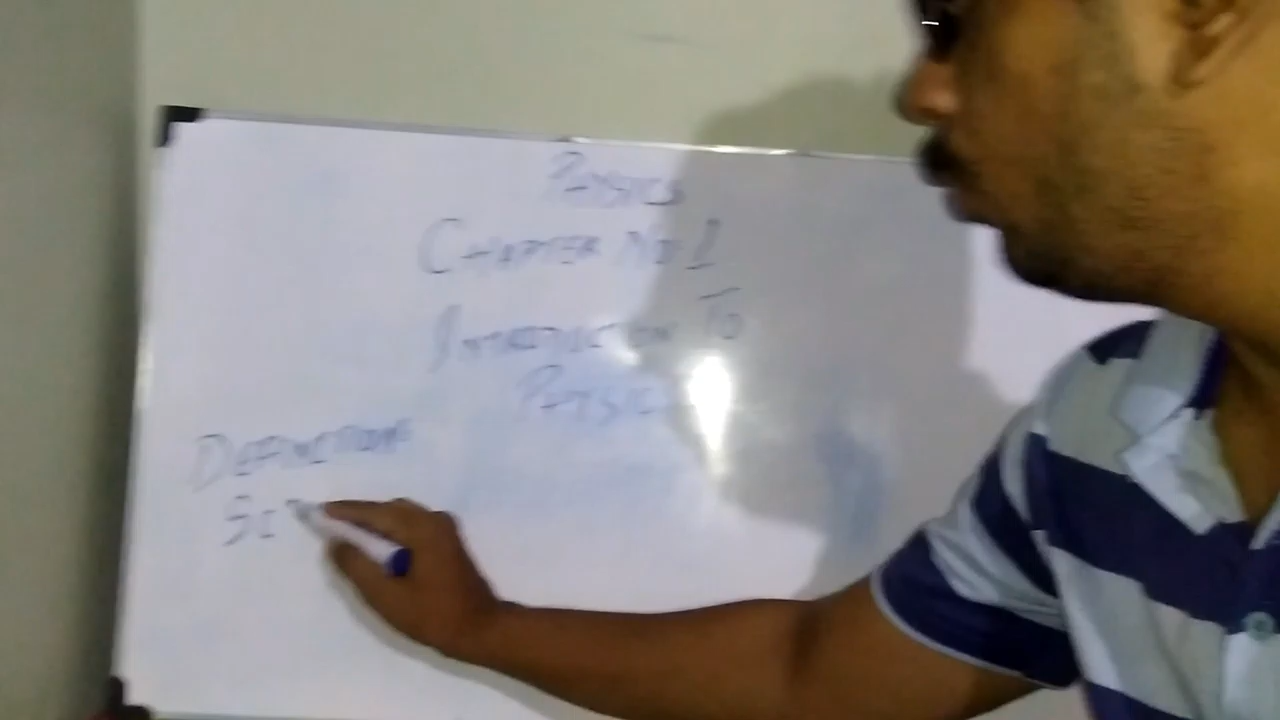 PHYSICS
CHAPTER NO: 1
INTRODUCTION TO
PHYSICS
DEFINITIONS